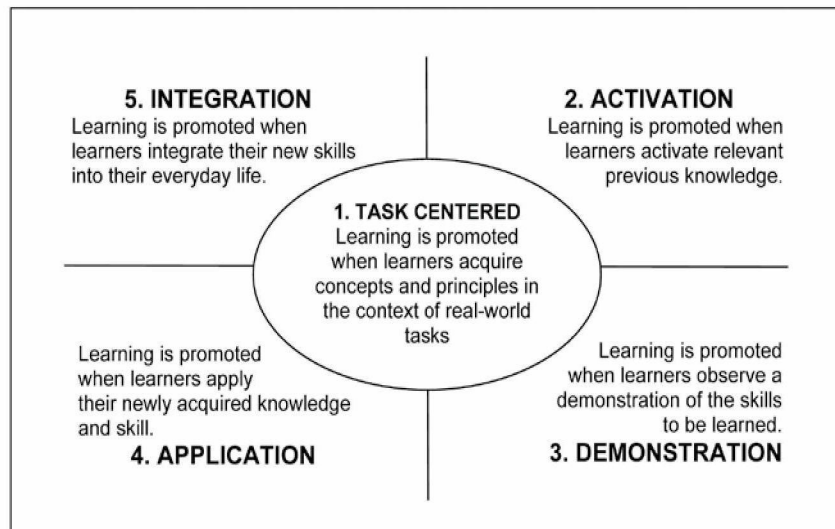 5. INTEGRATION
Learning is promoted when
learners integrate their new skills
into their everyday life.
2. ACTIVATION
Learning is promoted when
learners activate relevant
previous knowledge.
1. TASK CENTERED
Learning is promoted
when learners acquire
concepts and principles in
the context of real-world
tasks
Learning is promoted
when learners apply
their newly acquired knowledge
and skill.
4. APPLICATION
Learning is promoted
when learners observe a
demonstration of the skills
to be learned.
3. DEMONSTRATION